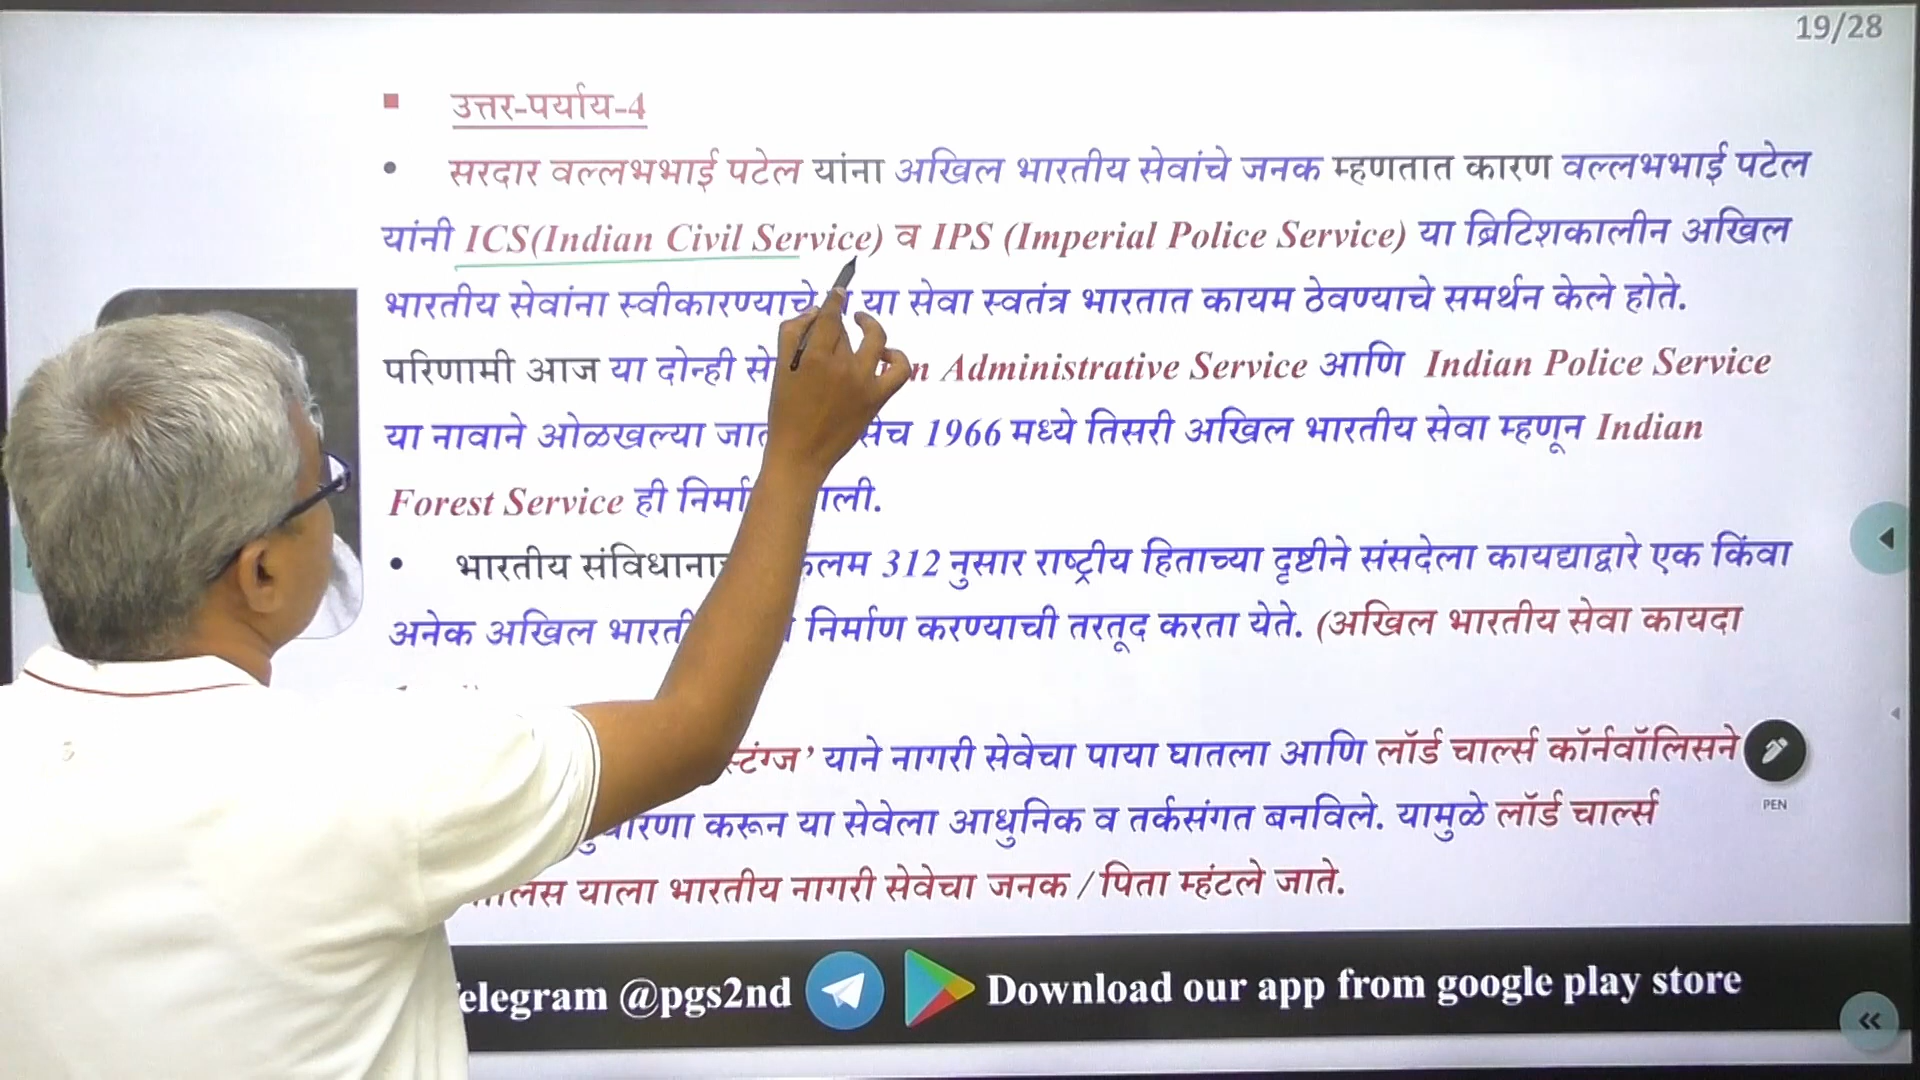 19/28
उत्तर-पर्याय-4
सरदार वल्लभभाई पटेल यांना अखिल भारतीय सेवांचे जनक म्हणतात कारण वल्लभभाई पटेल
यांनी ICS(Indian Civil Service) व IPS (Imperial Police Service) या ब्रिटिशकालीन अखिल
भारतीय सेवांना स्वीकारण्याचे या सेवा स्वतंत्र भारतात कायम ठेवण्याचे समर्थन केले होते.
परिणामी आज या दोन्ही Administrative Service आणि Indian Police Service
या नावाने ओळखल्या 1966 मध्ये तिसरी अखिल भारतीय सेवा म्हणून Indian
Forest Service ही
भारतीय कलम 312 नुसार राष्ट्रीय हिताच्या दृष्टीने संसदेला कायद्याद्वारे एक किंवा
अनेक अखिल निर्माण करण्याची तरतूद करता येते. (अखिल भारतीय सेवा कायदा
याने नागरी सेवेचा पाया घातला आणि लॉर्ड चार्ल्स कॉर्नवॉलिसने
करून या सेवेला आधुनिक व तर्कसंगत बनविले. यामुळे लॉर्ड चार्ल्स
याला भारतीय नागरी सेवेचा जनक / पिता म्हंटले जाते.
PEN
@pgs2nd Download our app from google play store